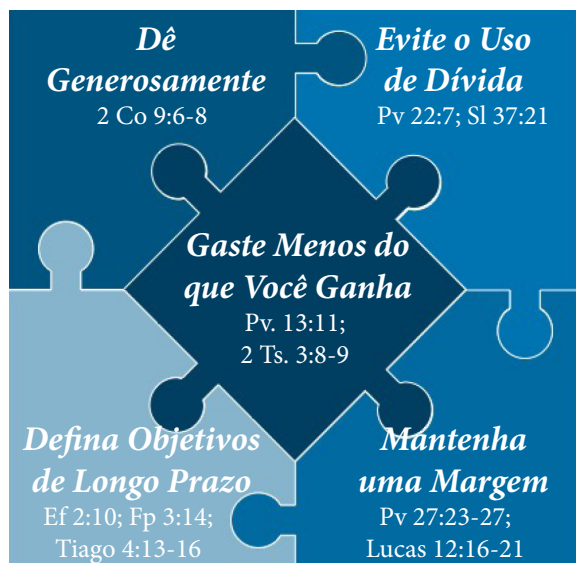 Dê
Generosamente
2 Co 9:6-8
Evite o Uso
de Dívida
Pv 22:7; Sl 37:21
Gaste Menos do
que Você Ganha
Pv. 13:11;
2 Ts. 3:8-9
Defina Objetivos
de Longo Prazo
Ef 2:10; Fp 3:14;
Tiago 4:13-16
Mantenha
uma Margem
Pv 27:23-27;
Lucas 12:16-21